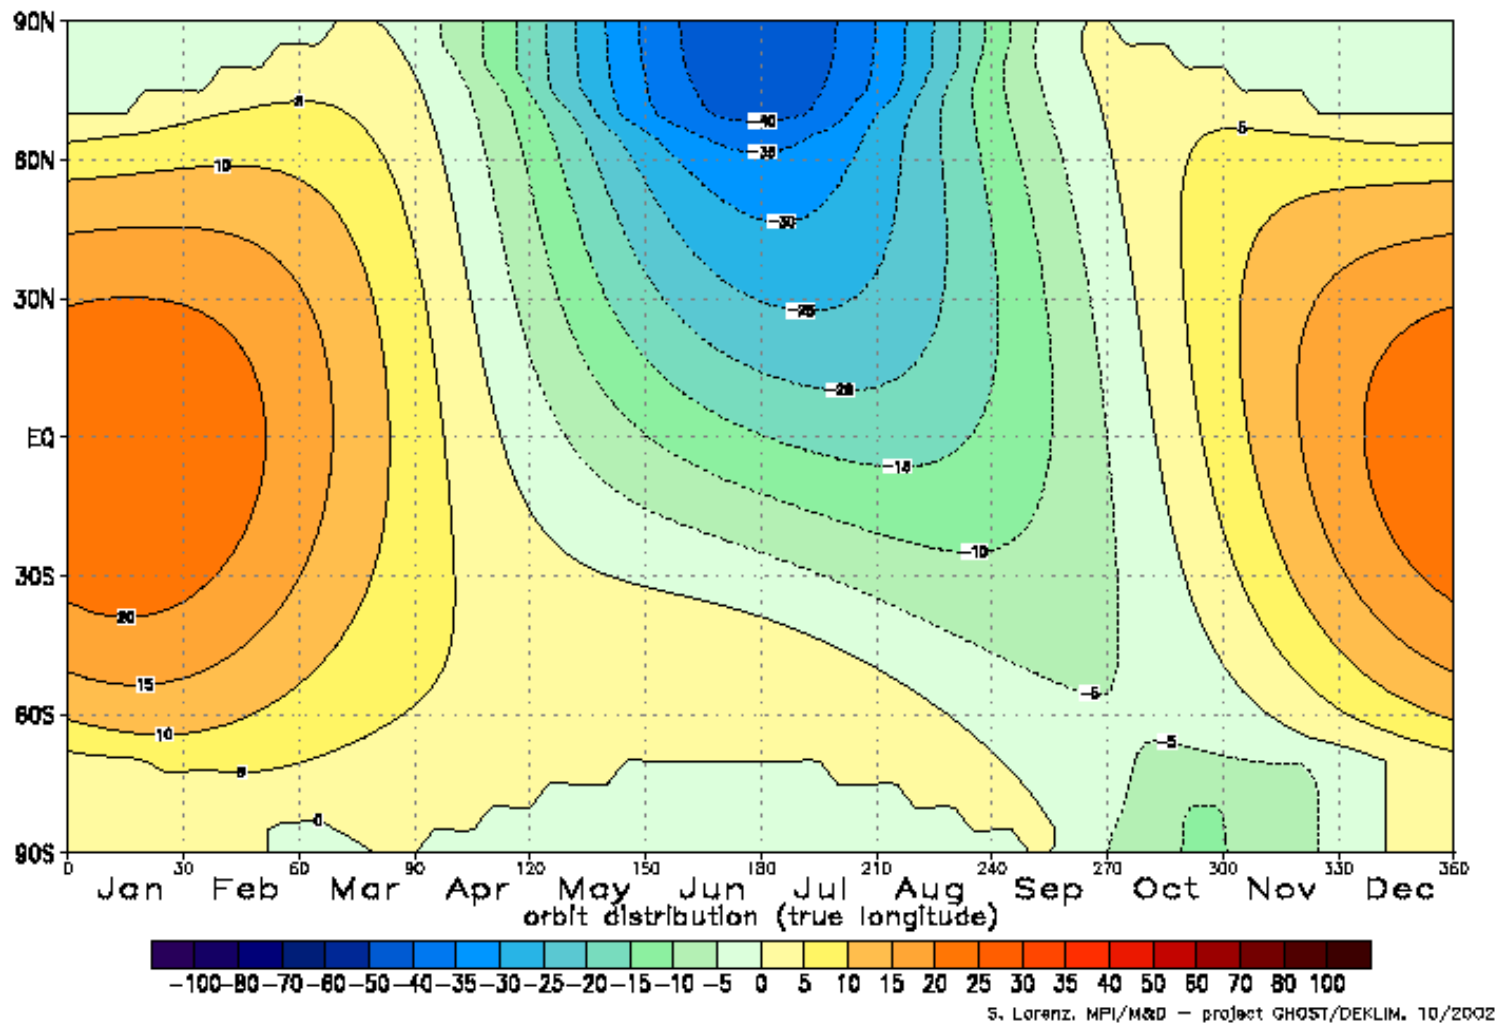 90N
-40
-35
8
5
60N
10
-30
30N
-25
-20
EQ
-15
-10
30S
20
15
-5
60S
10
-5
5
0
90S
0 30 60 90 120 150 180 210 240 270 300 330 360
Jan Feb Mar Apr May Jun Jul Aug Sep Oct Nov Dec
orbit distribution (true longitude)
-100 -80 -70 -60 -50 -40 -35 -30 -25 -20 -15 -10 -5 0 5 10 15 20 25 30 35 40 50 60 70 80 100
S. Lorenz, MPI/M&D - project GHOST/DEKLIM, 10/2002